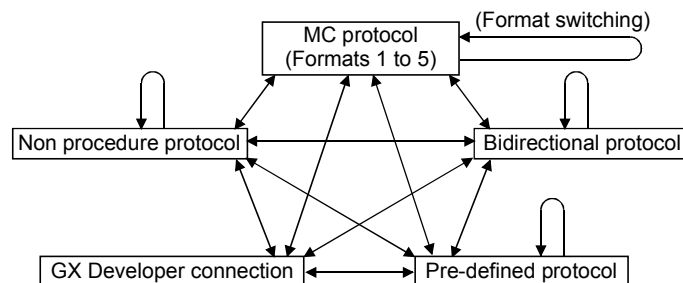 (Format switching)
MC protocol
(Formats 1 to 5)
Non procedure protocol
Bidirectional protocol
GX Developer connection
Pre-defined protocol